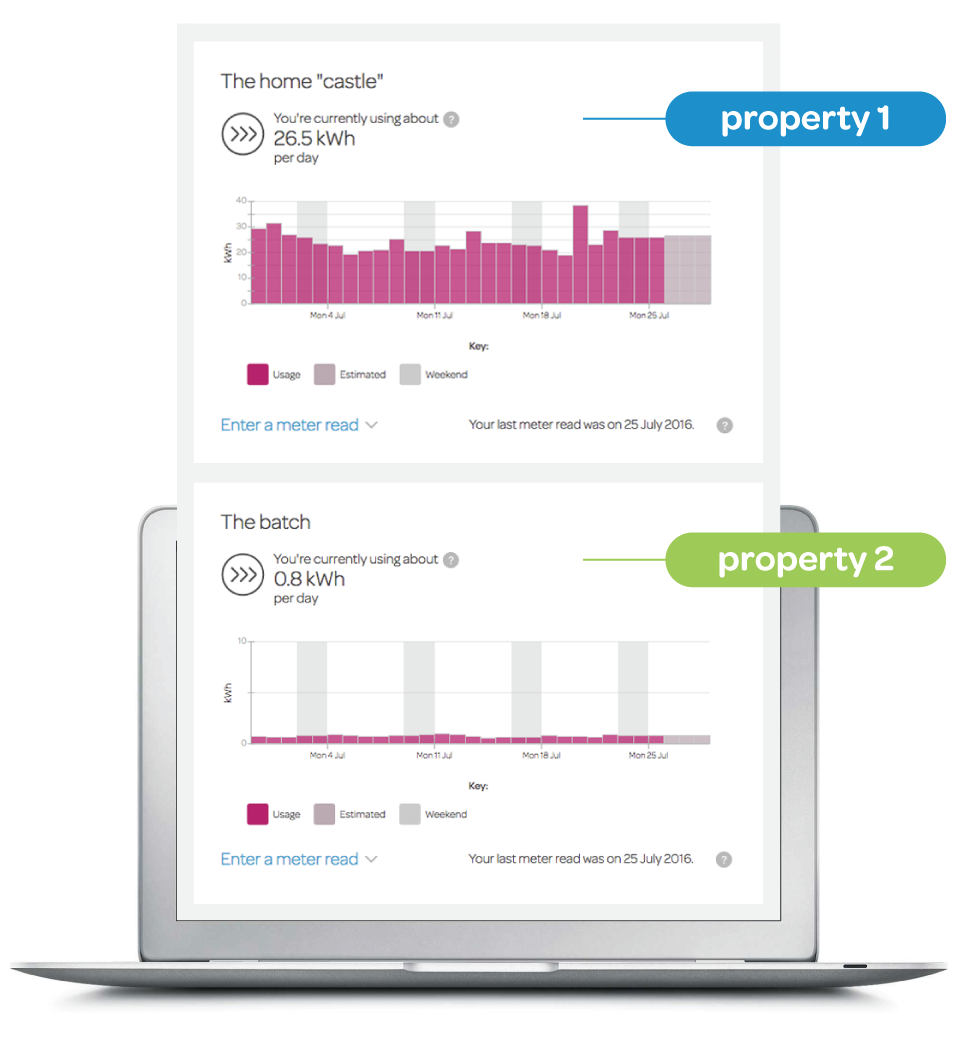 The home "castle"
You're currently using about ?
26.5 kWh
per day
property 1
40
30
20
10
0
kWh
Mon 4 Jul
Mon 11 Jul
Mon 18 Jul
Mon 25 Jul
Key:
Usage
Estimated
Weekend
Enter a meter read
Your last meter read was on 25 July 2016. ?
The batch
You're currently using about ?
0.8 kWh
per day
property 2
10
0
kWh
Mon 4 Jul
Mon 11 Jul
Mon 18 Jul
Mon 25 Jul
Key:
Usage
Estimated
Weekend
Enter a meter read
Your last meter read was on 25 July 2016. ?